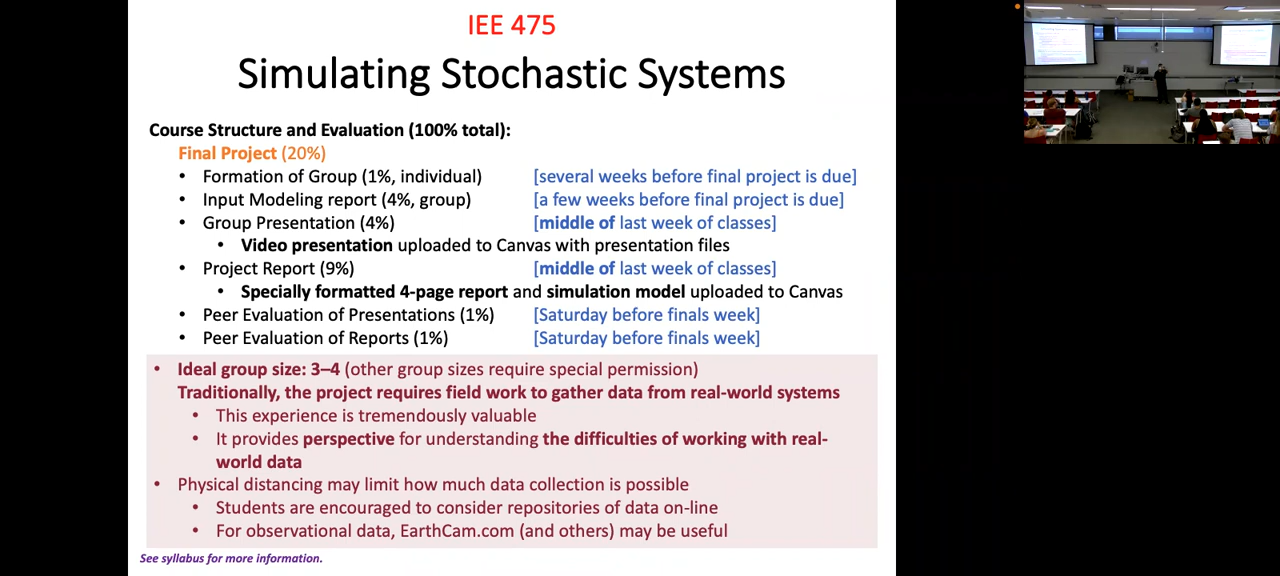 IEE 475
Simulating Stochastic Systems
Course Structure and Evaluation (100% total):
Final Project (20%)
• Formation of Group (1%, individual) [several weeks before final project is due]
• Input Modeling report (4%, group) [a few weeks before final project is due]
• Group Presentation (4%) [middle of last week of classes]
• Video presentation uploaded to Canvas with presentation files
• Project Report (9%) [middle of last week of classes]
• Specially formatted 4-page report and simulation model uploaded to Canvas
• Peer Evaluation of Presentations (1%) [Saturday before finals week]
• Peer Evaluation of Reports (1%) [Saturday before finals week]
• Ideal group size: 3–4 (other group sizes require special permission)
Traditionally, the project requires field work to gather data from real-world systems
• This experience is tremendously valuable
• It provides perspective for understanding the difficulties of working with real-
world data
• Physical distancing may limit how much data collection is possible
• Students are encouraged to consider repositories of data on-line
• For observational data, EarthCam.com (and others) may be useful
See syllabus for more information.